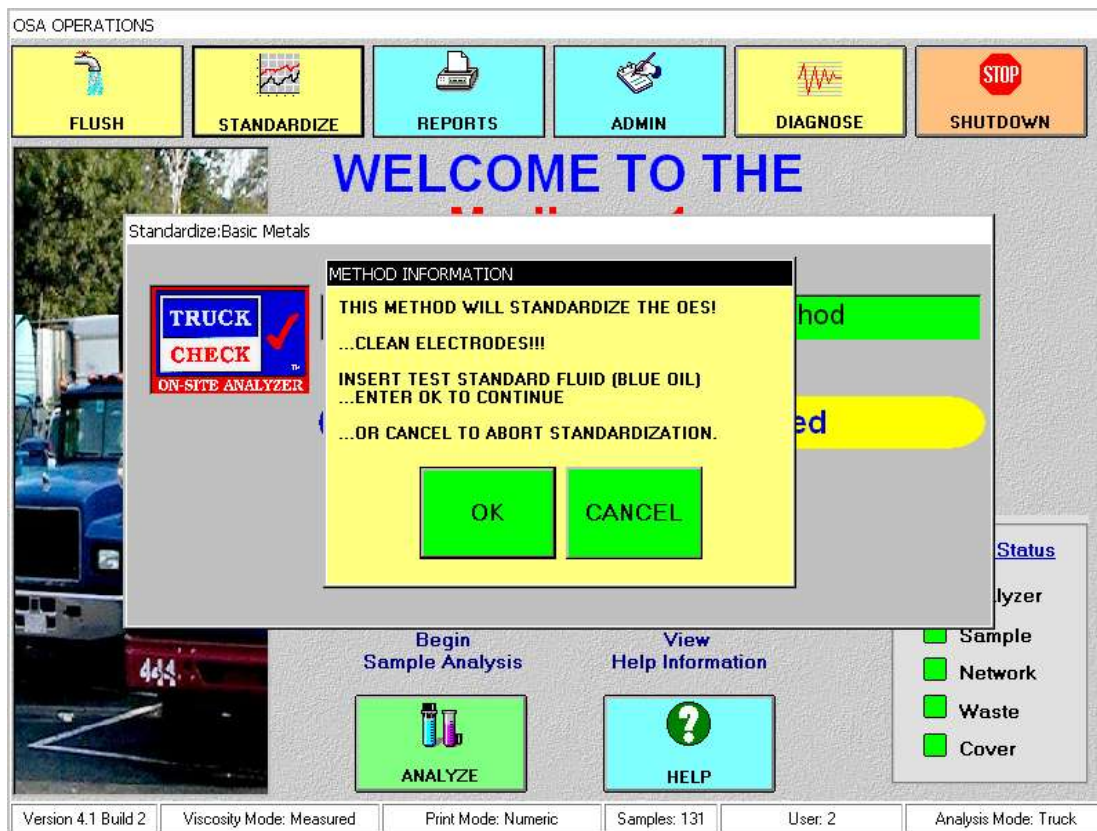 OSA OPERATIONS
FLUSH
STANDARDIZE
REPORTS
ADMIN
DIAGNOSE
STOP
SHUTDOWN
WELCOME TO THE
Standardize:Basic Metals
TRUCK
CHECK
TM
ON-SITE ANALYZER
METHOD INFORMATION
THIS METHOD WILL STANDARDIZE THE OES!
...CLEAN ELECTRODES!!!
INSERT TEST STANDARD FLUID (BLUE OIL)
...ENTER OK TO CONTINUE
...OR CANCEL TO ABORT STANDARDIZATION.
OK
CANCEL
hod
ed
Status
lyzer
Sample
Network
Waste
Cover
Begin
Sample Analysis
View
Help Information
444
ANALYZE
?
HELP
Version 4.1 Build 2
Viscosity Mode: Measured
Print Mode: Numeric
Samples: 131
User: 2
Analysis Mode: Truck